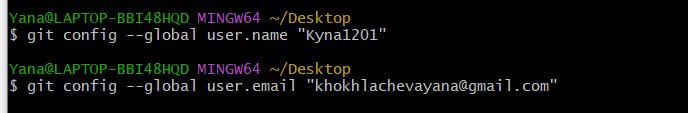 Yana@LAPTOP-BBI48HQD MINGW64 ~/Desktop
$ git config --global user.name "Kyna1201"
Yana@LAPTOP-BBI48HQD MINGW64 ~/Desktop
$ git config --global user.email "khokhlachevayana@gmail.com"